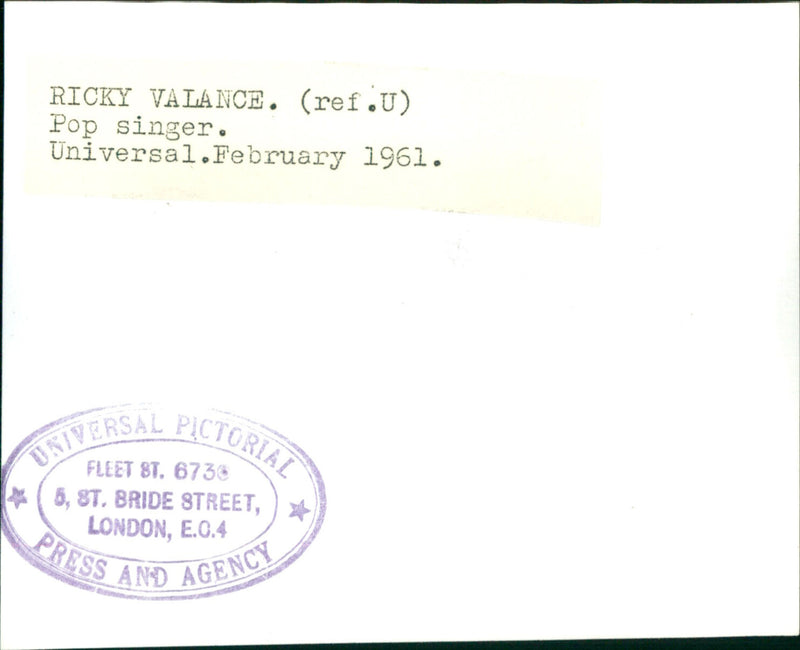 RICKY VALANCE. (ref.U)
Pop singer.
Universal.February 1961.
UNIVERSAL PICTORIAL
FLEET ST.
5, ST. BRIDE STREET,
LONDON, E.C.4
PRESS AND AGENCY